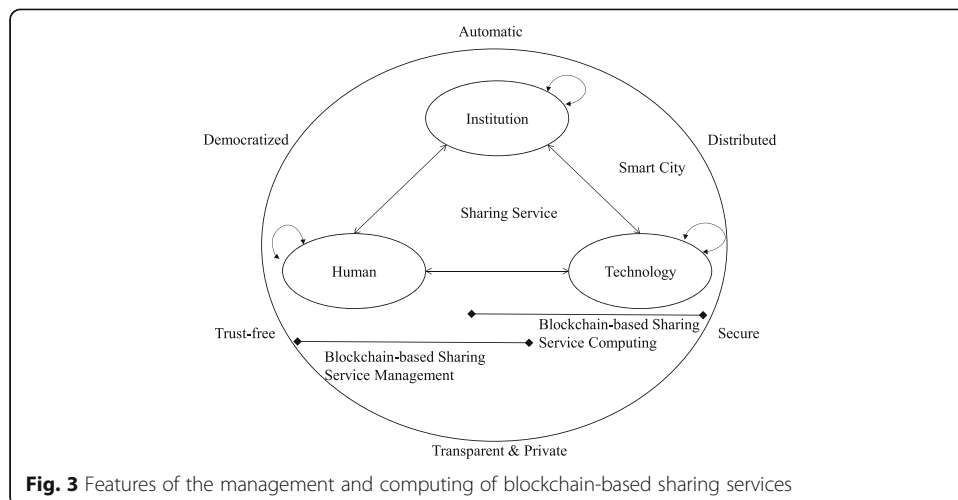 Automatic
Institution
Democratized
Distributed
Smart City
Sharing Service
Human
Technology
Trust-free
Blockchain-based Sharing
Service Computing
Secure
Blockchain-based Sharing
Service Management
Transparent & Private
Fig. 3 Features of the management and computing of blockchain-based sharing services